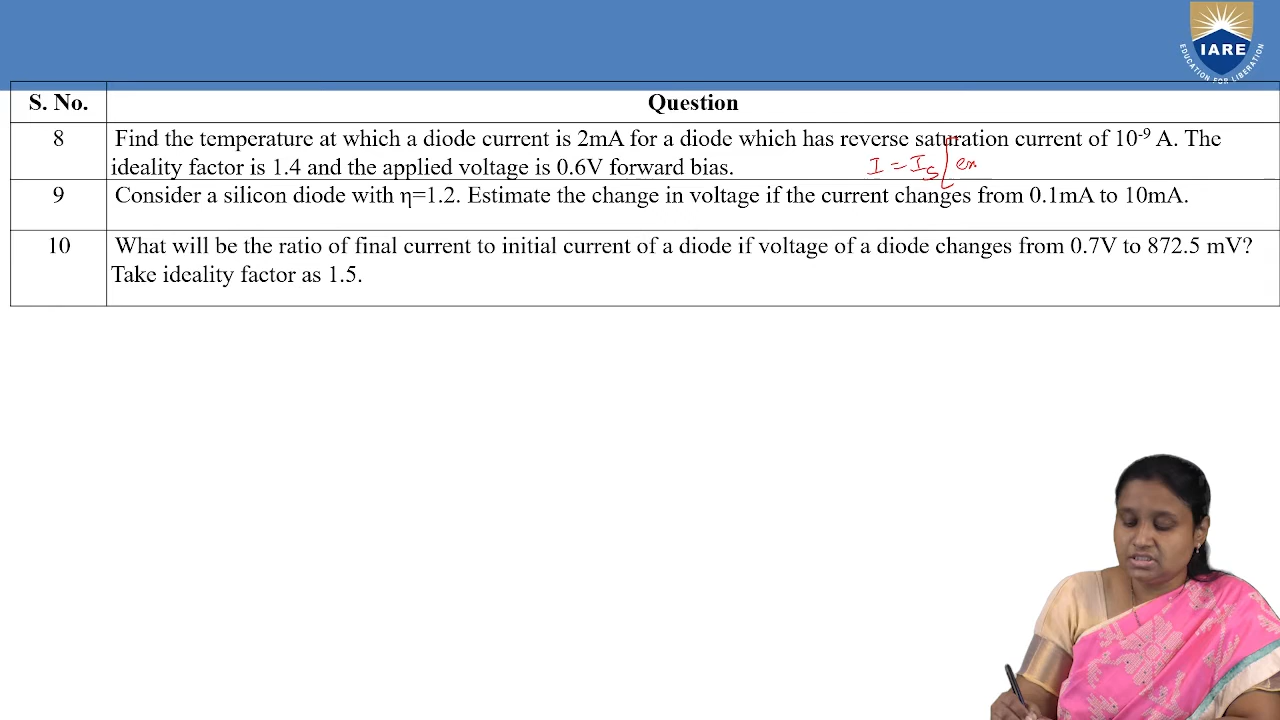 IARE
EDUCATION FOR LIBERATION
S. No. Question
8 Find the temperature at which a diode current is 2mA for a diode which has reverse saturation current of 10⁻⁹ A. The
ideality factor is 1.4 and the applied voltage is 0.6V forward bias. I = I_S [ ex
9 Consider a silicon diode with η=1.2. Estimate the change in voltage if the current changes from 0.1mA to 10mA.
10 What will be the ratio of final current to initial current of a diode if voltage of a diode changes from 0.7V to 872.5 mV?
Take ideality factor as 1.5.